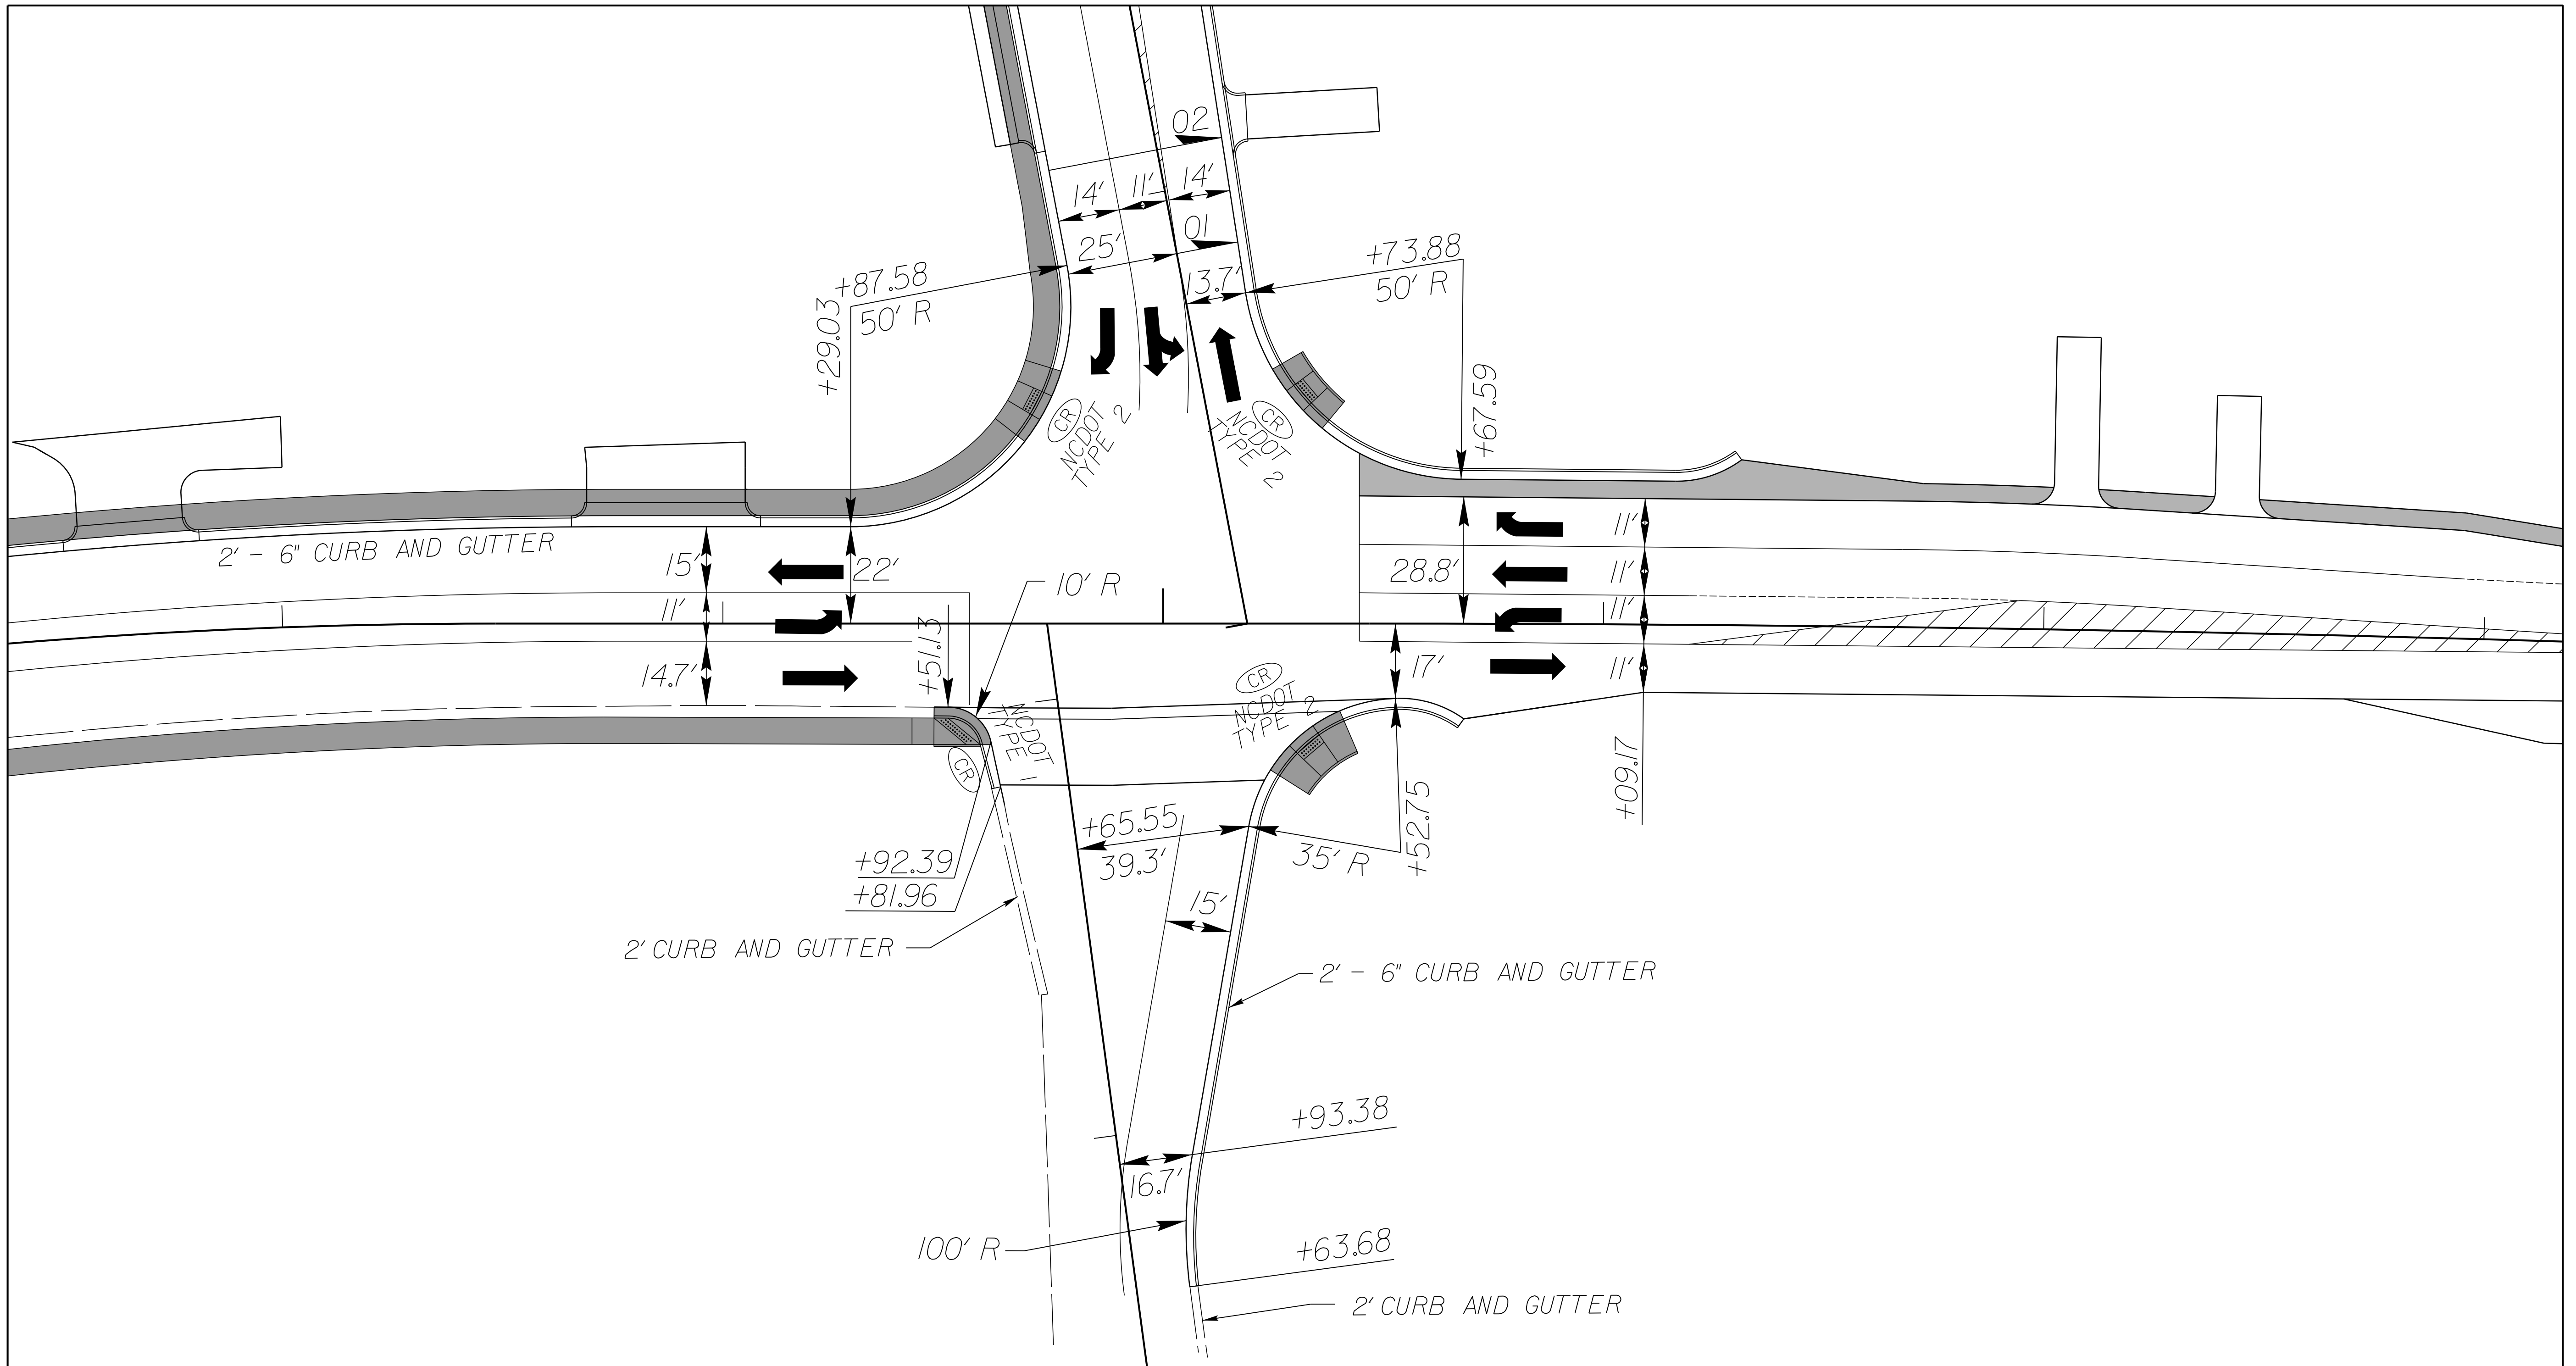 02
14'
11'
14'
01
25'
+73.88
50' R
+87.58
50' R
13.7'
+29.03
+67.59
CR
NCDOT
TYPE 2
CR
NCDOT
TYPE 2
2' - 6" CURB AND GUTTER
15'
22'
11'
14.7'
10' R
+51.13
28.8'
11'
11'
11'
11'
17'
CR
NCDOT
TYPE 2
NCDOT
TYPE 1
CR
+09.17
+52.75
+65.55
39.3'
35' R
+92.39
+81.96
15'
2' CURB AND GUTTER
2' - 6" CURB AND GUTTER
+93.38
16.7'
100' R
+63.68
2' CURB AND GUTTER